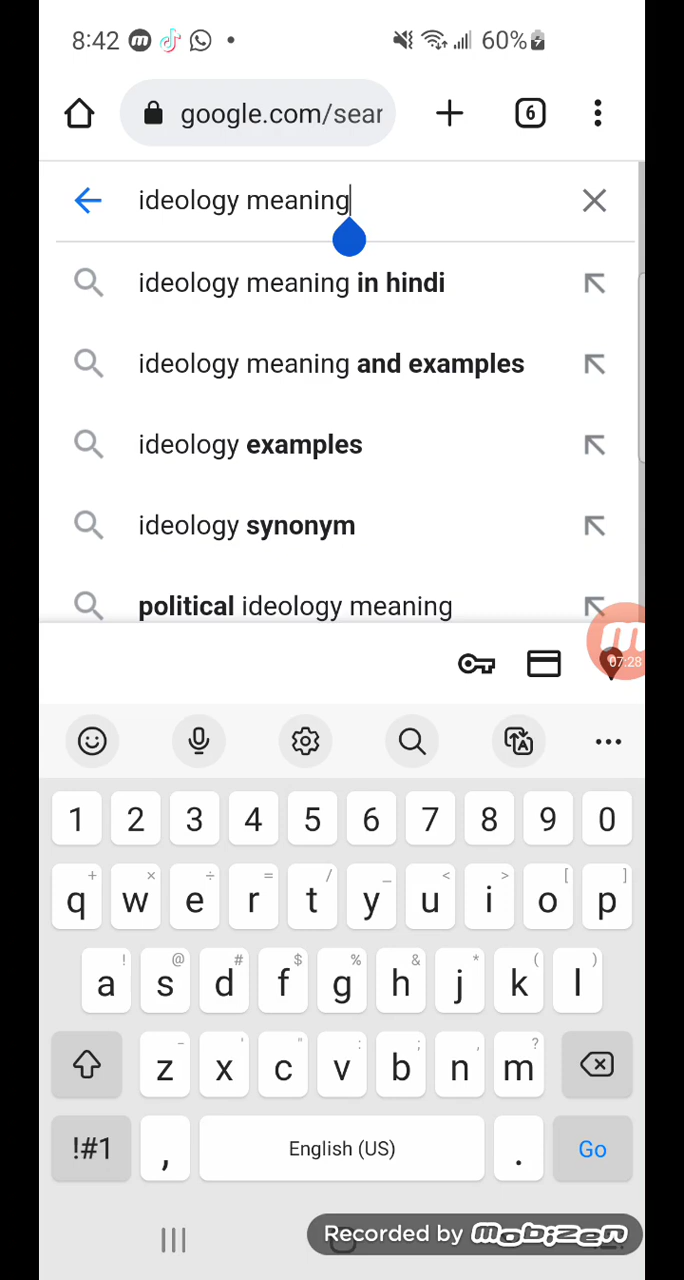 8:42 60%
google.com/sear 6
ideology meaning
ideology meaning in hindi
ideology meaning and examples
ideology examples
ideology synonym
political ideology meaning
07:28
1 2 3 4 5 6 7 8 9 0
+ × ÷ = / _ < > [ ]
q w e r t y u i o p
! @ # $ % & * ( )
a s d f g h j k l
- ' " : ; , ?
z x c v b n m
!#1 , English (US) . Go
Recorded by mobizen